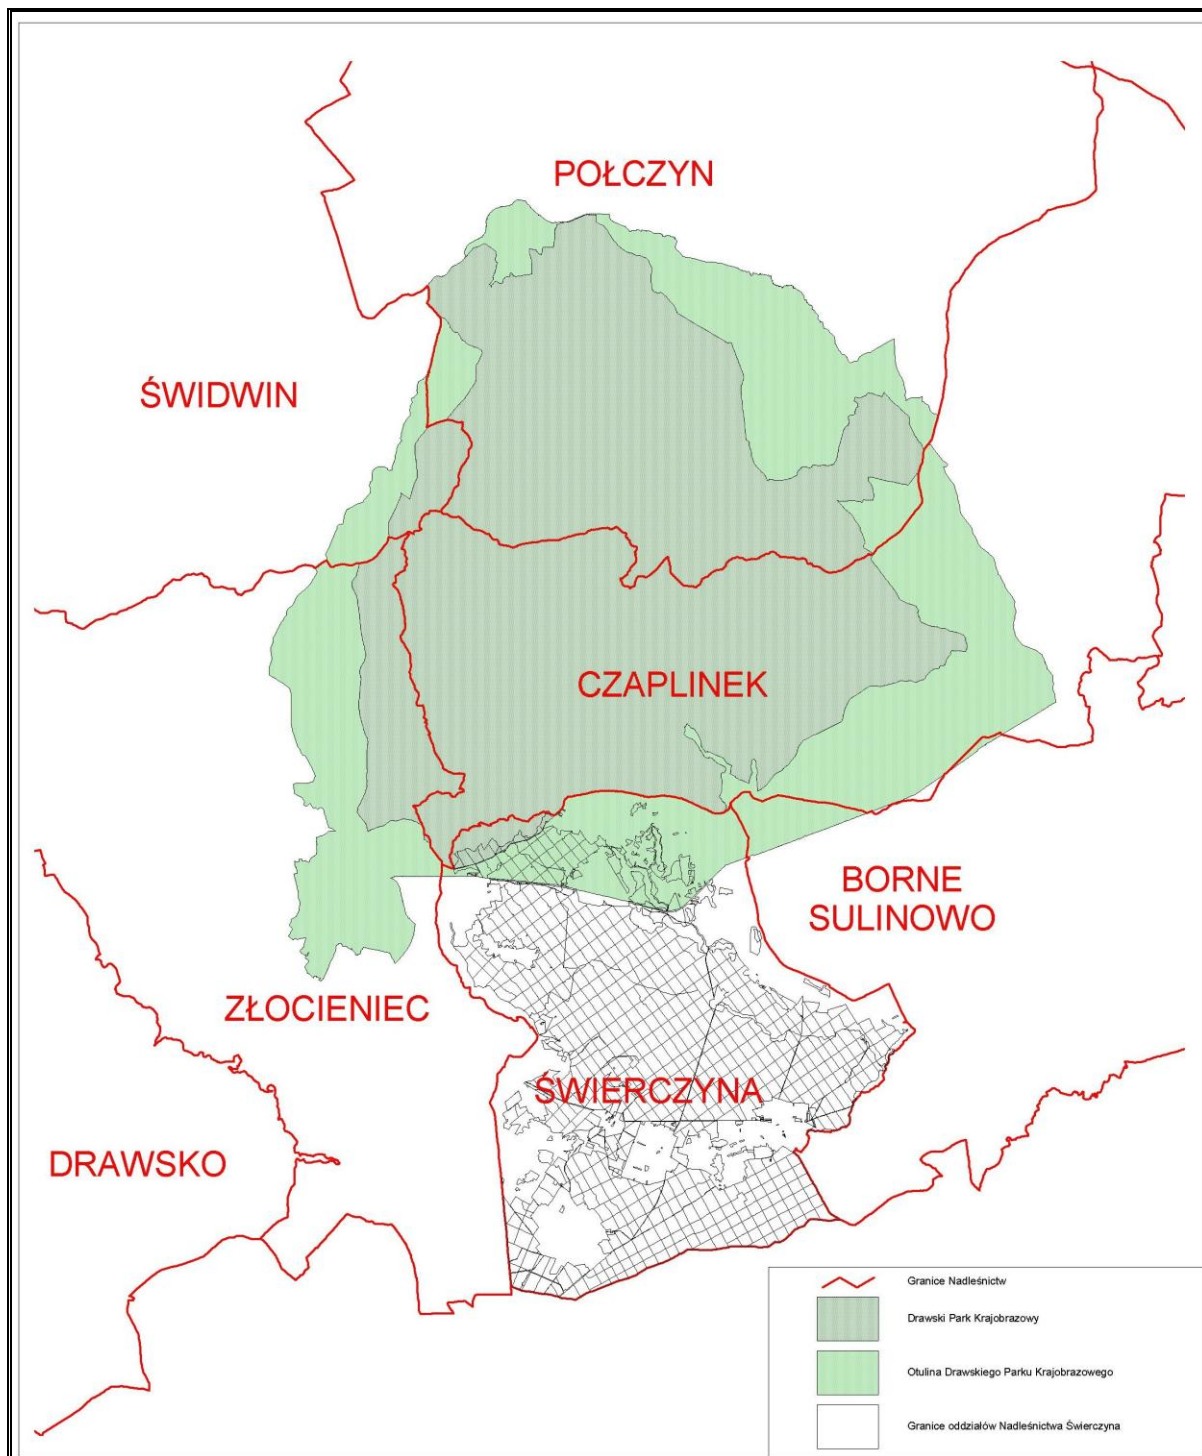 POŁCZYN
ŚWIDWIN
CZAPLINEK
BORNE
SULINOWO
ZŁOCIENIEC
ŚWIERCZYNA
DRAWSKO
Granice Nadleśnictw
Drawski Park Krajobrazowy
Otulina Drawskiego Parku Krajobrazowego
Granice oddziałów Nadleśnictwa Świerczyna